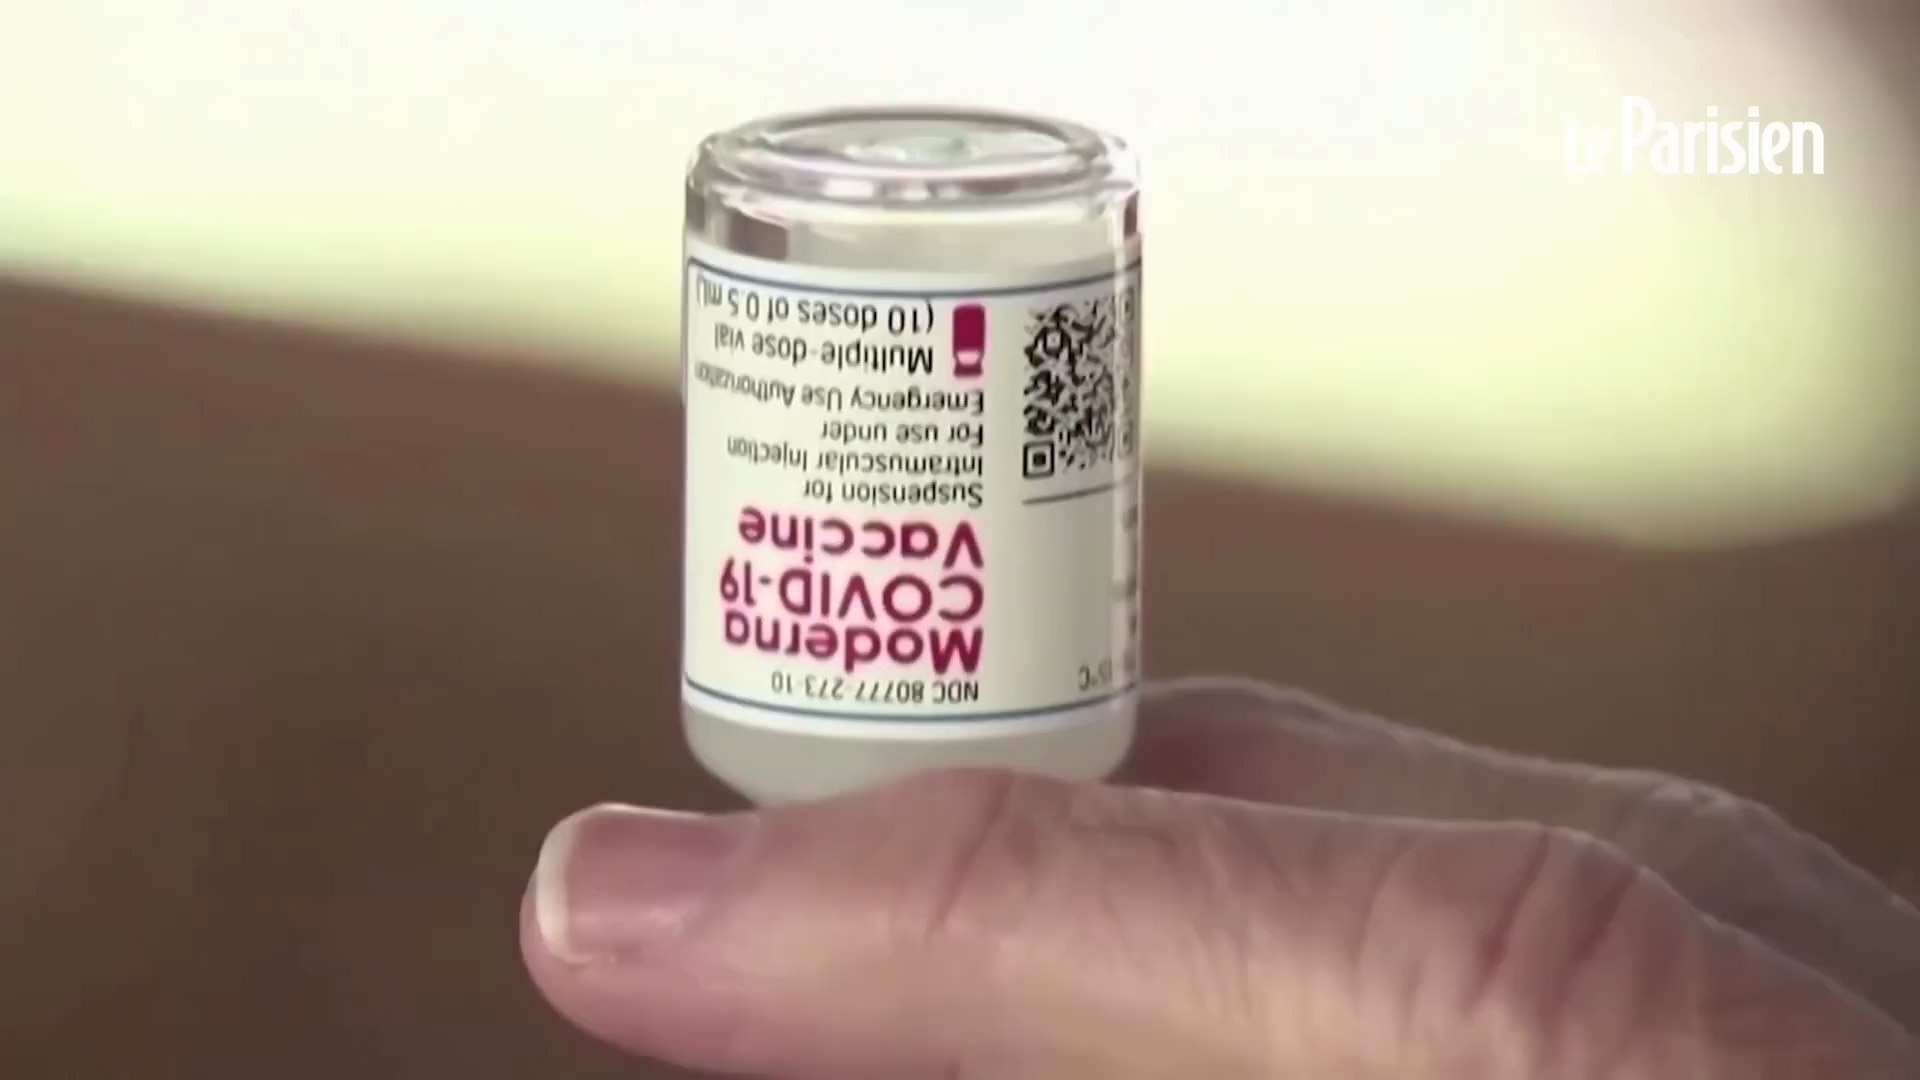 Le Parisien
NDC 80777-273-10
Moderna
COVID-19
Vaccine
Suspension for
Intramuscular Injection
For use under
Emergency Use Authorization
Multiple-dose vial
(10 doses of 0.5 mL)